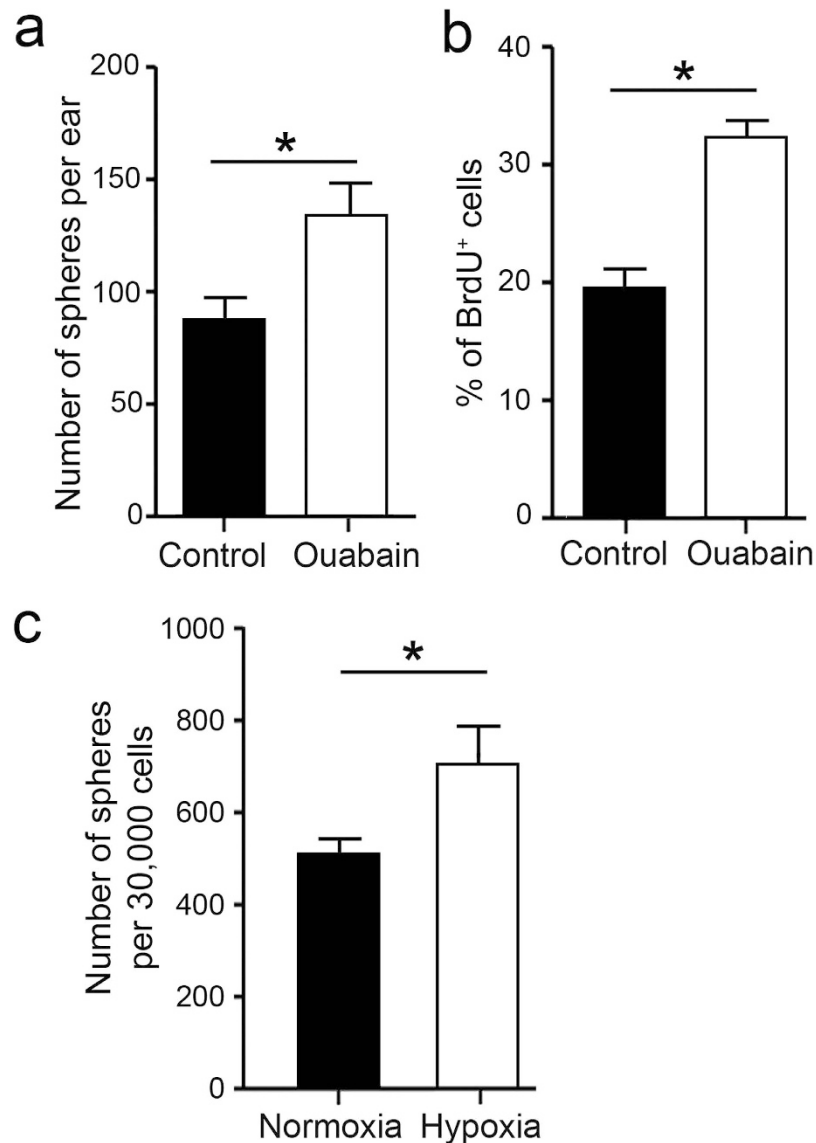 a
Number of spheres per ear
200
150
100
50
0
*
Control Ouabain
b
% of BrdU⁺ cells
40
30
20
10
0
*
Control Ouabain
c
Number of spheres
per 30,000 cells
1000
800
600
400
200
0
*
Normoxia Hypoxia